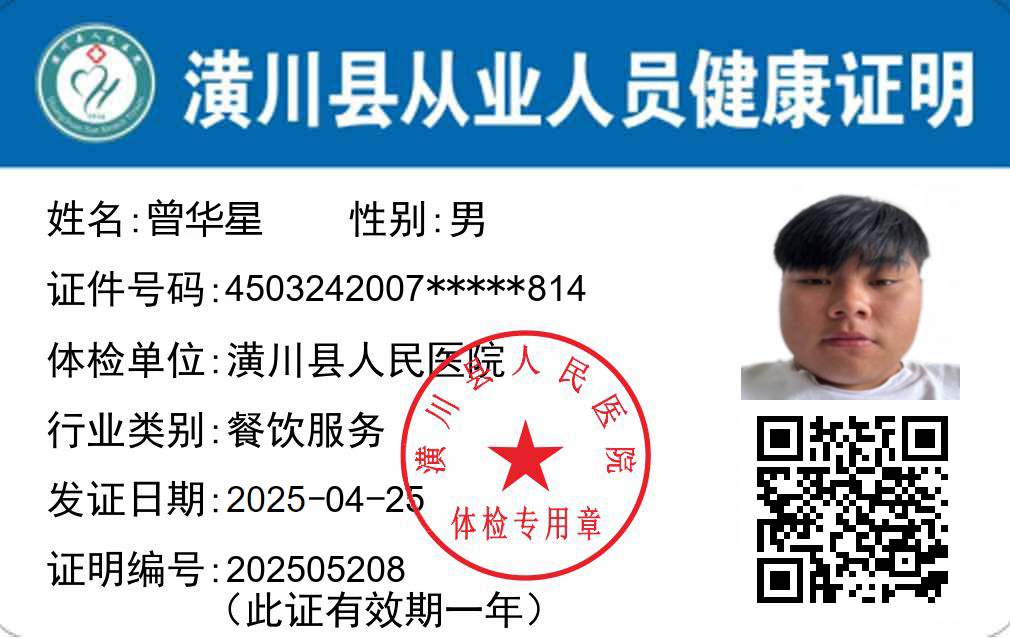 潢川县从业人员健康证明
姓名:曾华星 性别:男
证件号码:4503242007*****814
体检单位:潢川县人民医院
行业类别:餐饮服务
发证日期:2025-04-25
证明编号:202505208
(此证有效期一年)
潢川县人民医院
体检专用章